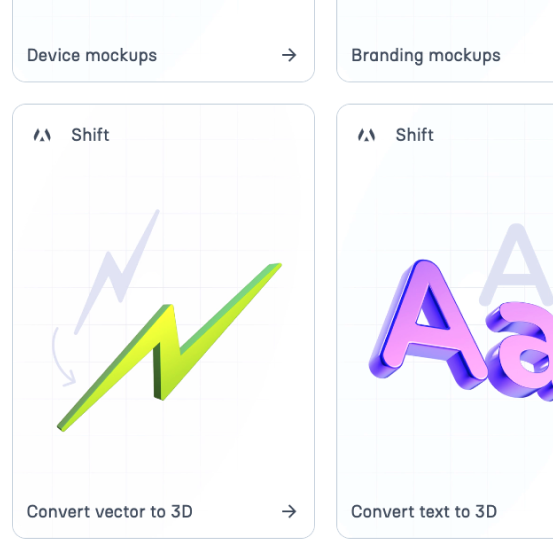 Device mockups
Branding mockups
Shift
Shift
Aa
Convert vector to 3D
Convert text to 3D